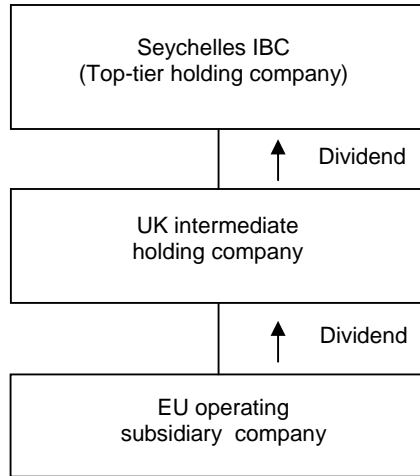 Seychelles IBC
(Top-tier holding company)
Dividend
UK intermediate
holding company
Dividend
EU operating
subsidiary company